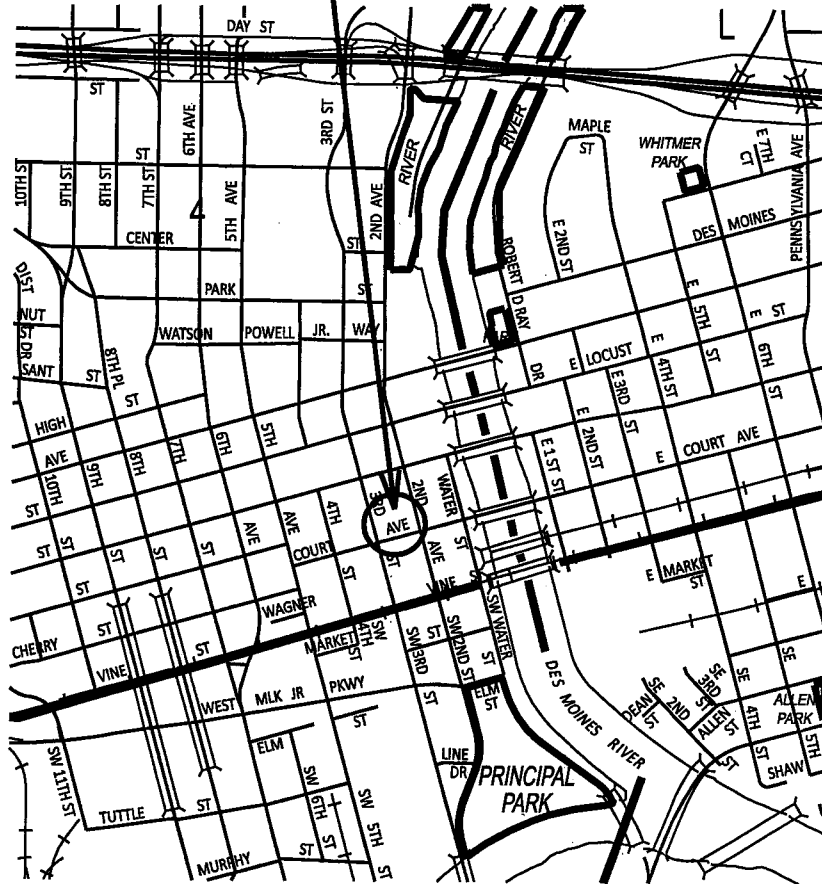 DAY ST
L
ST
6TH AVE
3RD ST
RIVER
RIVER
MAPLE
ST
WHITMER
PARK
E 7TH
CT
PENNSYLVANIA AVE
10TH ST
9TH ST
8TH ST
7TH ST
ST
4
5TH AVE
2ND AVE
CENTER
ST
ROBERT D RAY
DR
E 2ND ST
DES MOINES
PARK
ST
DIST
NUT
ST
DR
SANT
ST
WATSON POWELL JR. WAY
8TH PL
ST
E LOCUST
E
5TH
ST
E
ST
6TH
ST
E
4TH ST
E 3RD
ST
E
2ND ST
E 1 ST
ST
E COURT AVE
HIGH
AVE
10TH
9TH
8TH
7TH
6TH
5TH
4TH
3RD
2ND
WATER
ST
ST
ST
ST
ST
ST
ST
AVE
AVE
COURT
AVE
ST
ST
AVE
VINE
ST
E MARKET
ST
E
CHERRY
ST
VINE
ST
WAGNER
MARKET
ST
SW
4TH
SW 3RD
ST
ST
SW 2ND ST
SW WATER
ST
WEST MLK JR PKWY
ST
ELM
ST
ELM
DES MOINES RIVER
SE
DEAN
ST
SE
2ND
ST
SE
3RD
ST
ALLEN
SE
4TH
ST
SE
5TH
ALLEN
PARK
SHAW
SW 11TH ST
TUTTLE ST
SW
6TH
ST
SW
5TH
ST
LINE
DR
PRINCIPAL
PARK
MURPHY ST